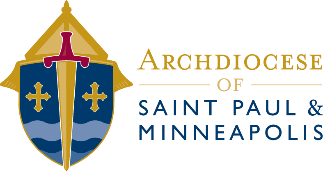 ARCHDIOCESE
OF
SAINT PAUL &
MINNEAPOLIS